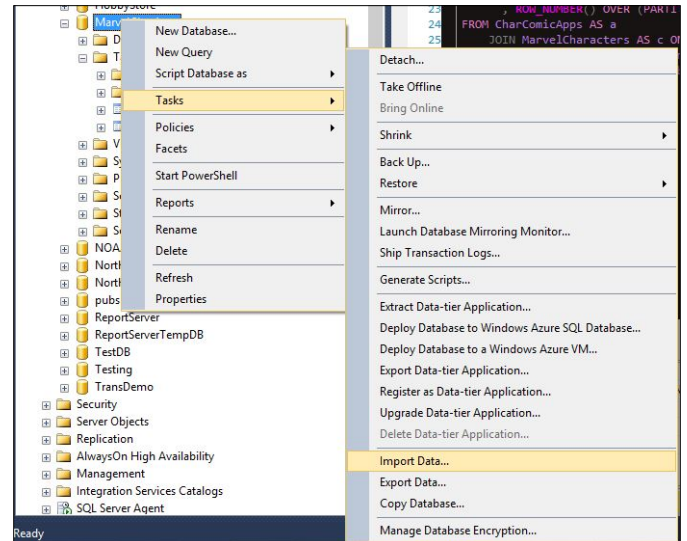 HobbyStore
23 , ROW_NUMBER() OVER (PARTI
24 FROM CharComicApps AS a
25 JOIN MarvelCharacters AS c ON
New Database...
New Query
Script Database as
Tasks
Policies
Facets
Start PowerShell
Reports
Rename
Delete
Refresh
Properties
Detach...
Take Offline
Bring Online
Shrink
Back Up...
Restore
Mirror...
Launch Database Mirroring Monitor...
Ship Transaction Logs...
Generate Scripts...
Extract Data-tier Application...
Deploy Database to Windows Azure SQL Database...
Deploy Database to a Windows Azure VM...
Export Data-tier Application...
Register as Data-tier Application...
Upgrade Data-tier Application...
Delete Data-tier Application...
Import Data...
Export Data...
Copy Database...
Manage Database Encryption...
D
T
V
Sy
P
Se
St
Se
NOA
North
North
pubs
ReportServer
ReportServerTempDB
TestDB
Testing
TransDemo
Security
Server Objects
Replication
AlwaysOn High Availability
Management
Integration Services Catalogs
SQL Server Agent
Ready